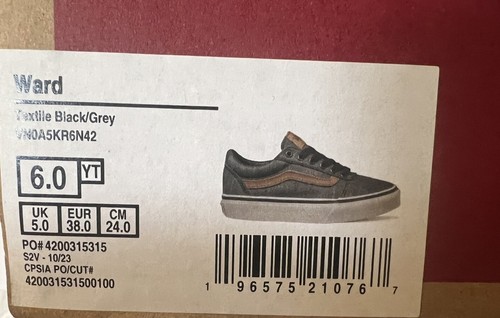 Ward
Textile Black/Grey
VN0A5KR6N42
6.0 YT
UK 5.0 EUR 38.0 CM 24.0
PO# 4200315315
S2V - 10/23
CPSIA PO/CUT#
420031531500100
1 96575 21076 7